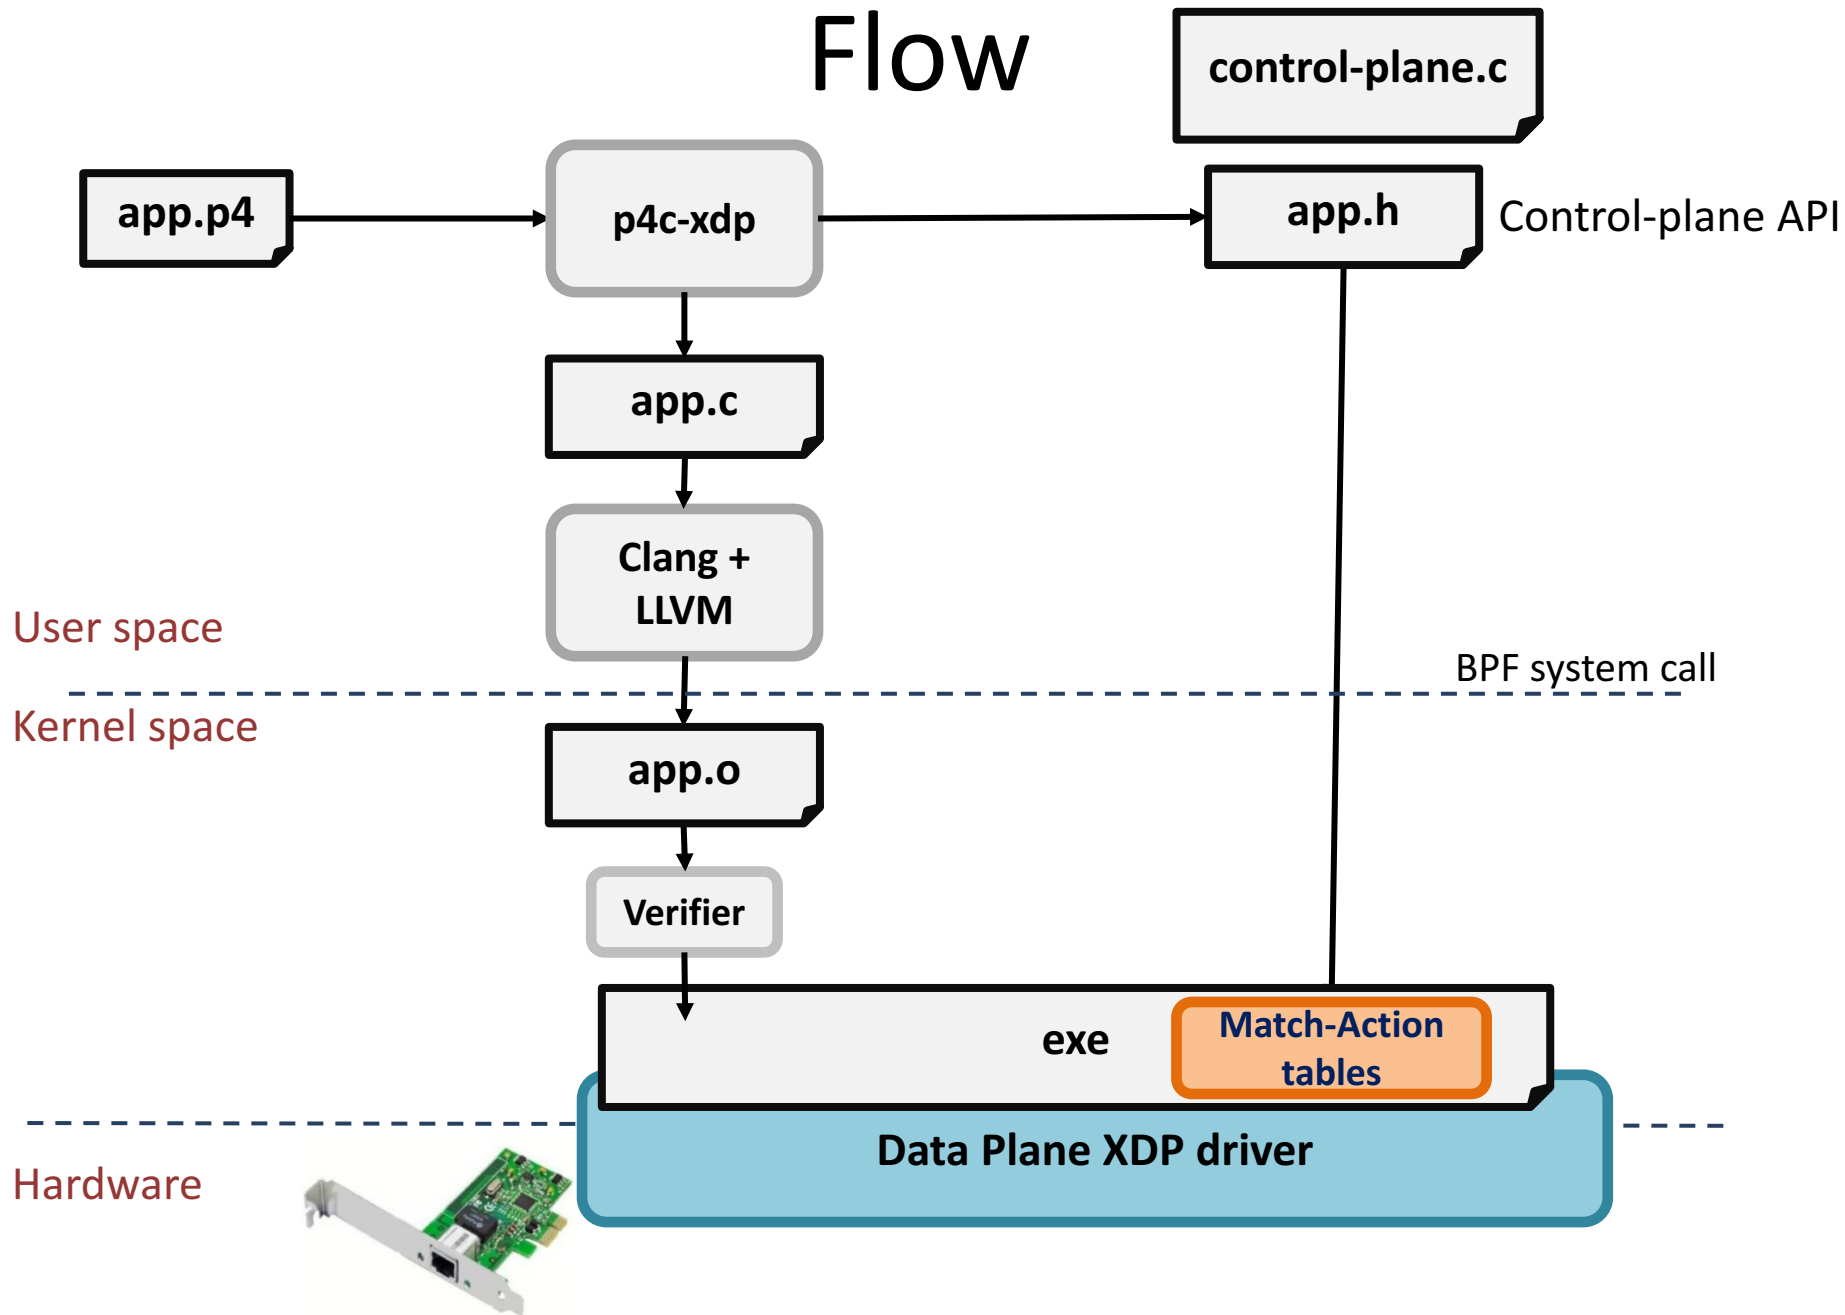 Flow
control-plane.c
app.p4
p4c-xdp
app.h
Control-plane API
app.c
Clang +
LLVM
User space
BPF system call
Kernel space
app.o
Verifier
exe
Match-Action
tables
Data Plane XDP driver
Hardware